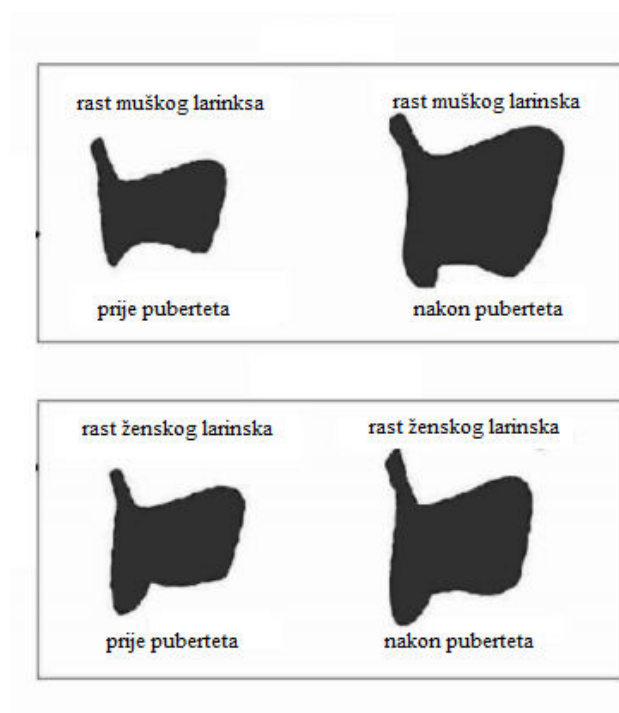 rast muškog larinksa
rast muškog larinska
prije puberteta
nakon puberteta
rast ženskog larinska
rast ženskog larinska
prije puberteta
nakon puberteta